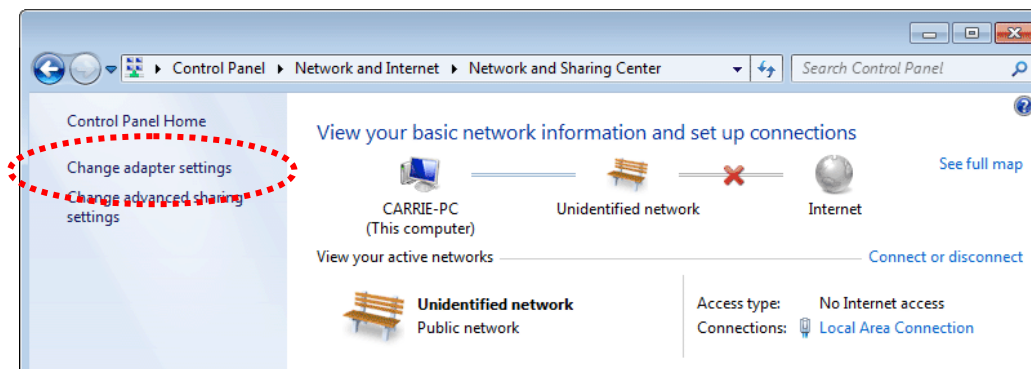 Control Panel Network and Internet Network and Sharing Center Search Control Panel
Control Panel Home
Change adapter settings
Change advanced sharing
settings
View your basic network information and set up connections
See full map
CARRIE-PC
(This computer)
Unidentified network
Internet
View your active networks
Connect or disconnect
Unidentified network
Public network
Access type: No Internet access
Connections: Local Area Connection